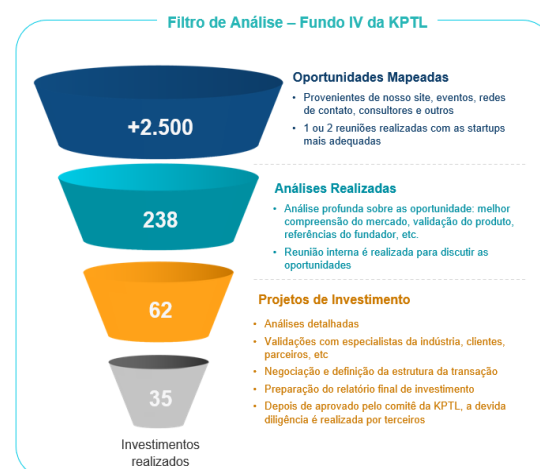 Filtro de Análise – Fundo IV da KPTL
+2.500
Oportunidades Mapeadas
• Provenientes de nosso site, eventos, redes
de contato, consultores e outros
• 1 ou 2 reuniões realizadas com as startups
mais adequadas
238
Análises Realizadas
• Análise profunda sobre as oportunidade: melhor
compreensão do mercado, validação do produto,
referências do fundador, etc.
• Reunião interna é realizada para discutir as
oportunidades
62
Projetos de Investimento
• Análises detalhadas
• Validações com especialistas da indústria, clientes,
parceiros, etc
• Negociação e definição da estrutura da transação
• Preparação do relatório final de investimento
• Depois de aprovado pelo comitê da KPTL, a devida
diligência é realizada por terceiros
35
Investimentos
realizados